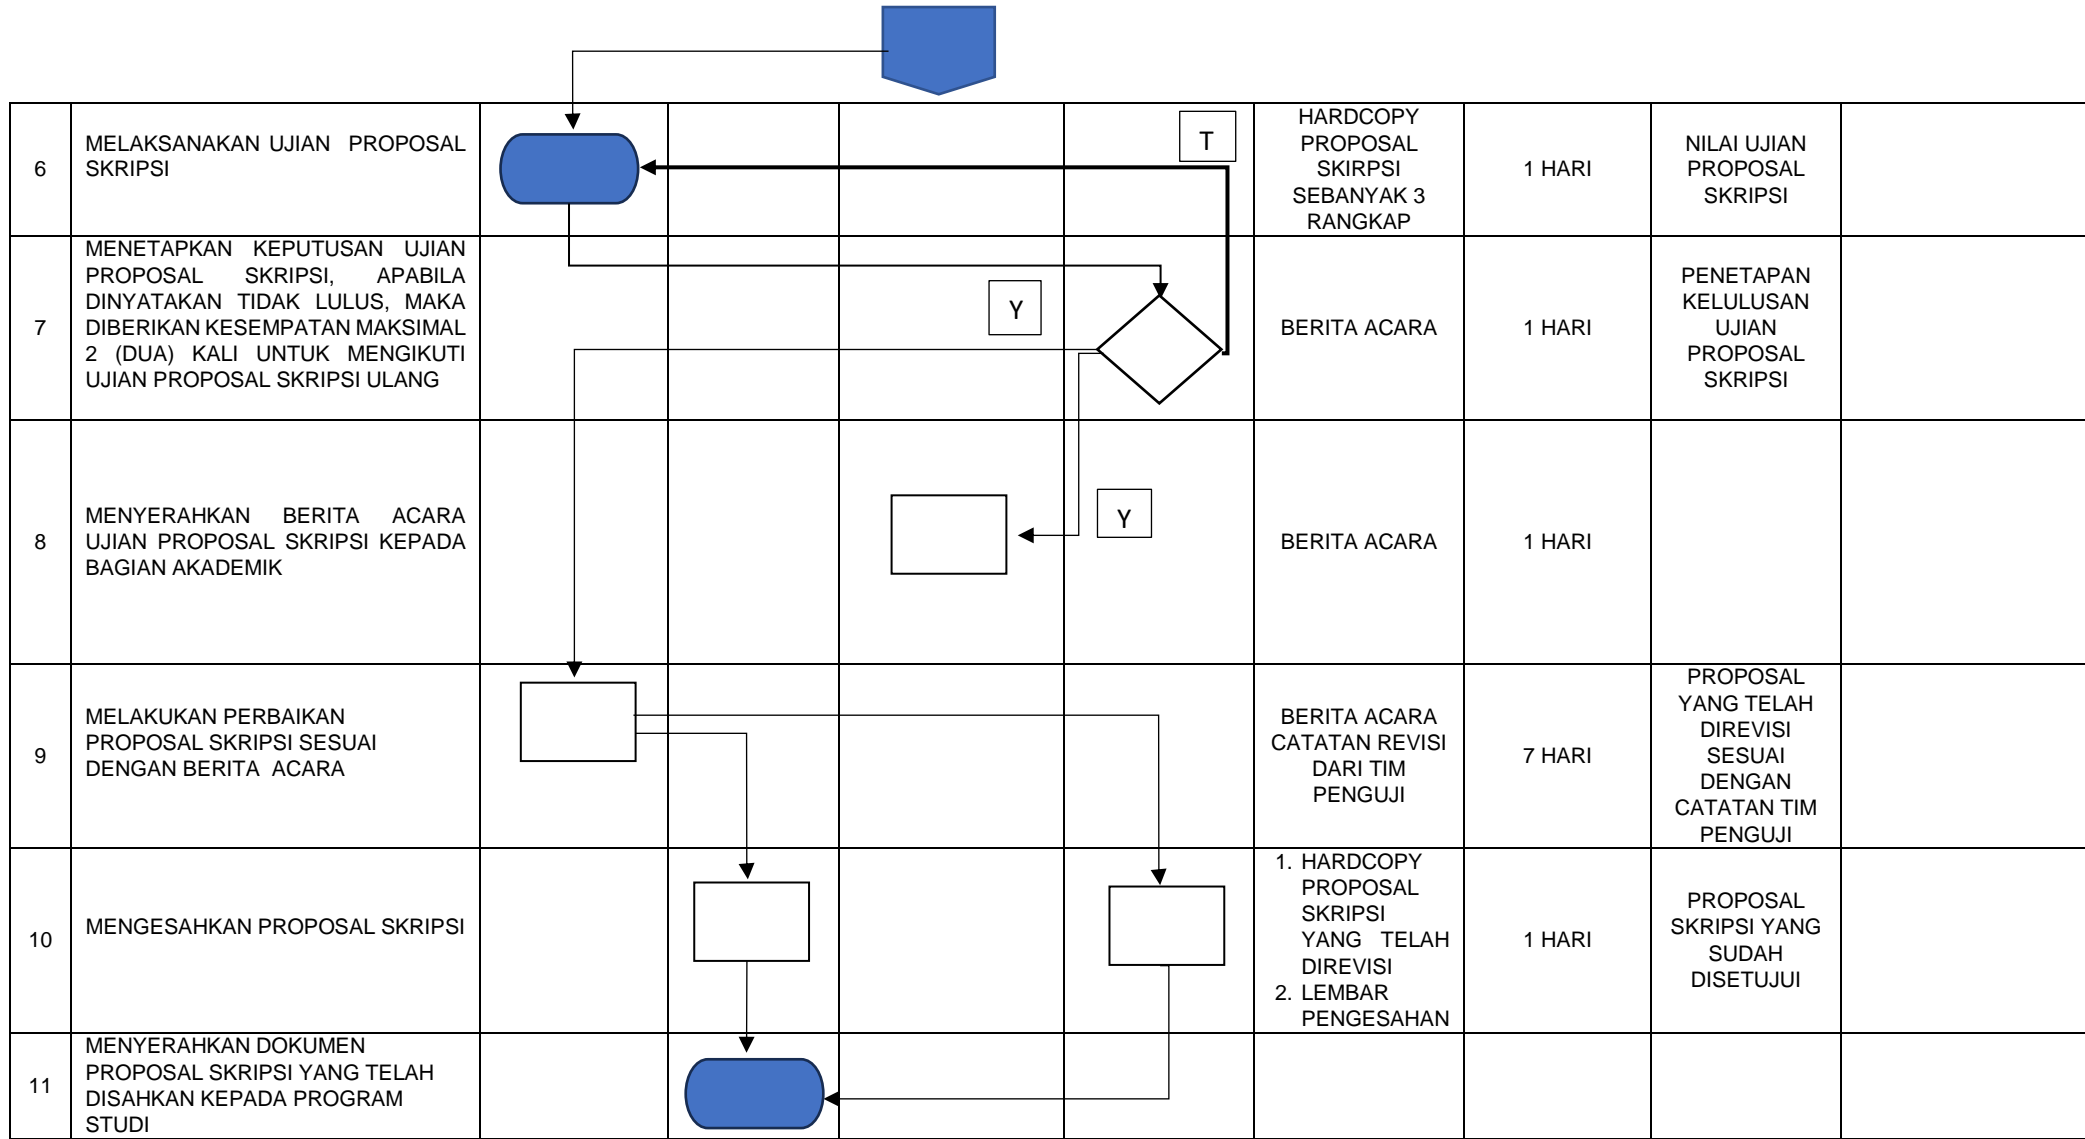 6
MELAKSANAKAN UJIAN PROPOSAL
SKRIPSI
T
HARDCOPY
PROPOSAL
SKIRPSI
SEBANYAK 3
RANGKAP
1 HARI
NILAI UJIAN
PROPOSAL
SKRIPSI
7
MENETAPKAN KEPUTUSAN UJIAN
PROPOSAL SKRIPSI, APABILA
DINYATAKAN TIDAK LULUS, MAKA
DIBERIKAN KESEMPATAN MAKSIMAL
2 (DUA) KALI UNTUK MENGIKUTI
UJIAN PROPOSAL SKRIPSI ULANG
Y
BERITA ACARA
1 HARI
PENETAPAN
KELULUSAN
UJIAN
PROPOSAL
SKRIPSI
8
MENYERAHKAN BERITA ACARA
UJIAN PROPOSAL SKRIPSI KEPADA
BAGIAN AKADEMIK
Y
BERITA ACARA
1 HARI
9
MELAKUKAN PERBAIKAN
PROPOSAL SKRIPSI SESUAI
DENGAN BERITA ACARA
BERITA ACARA
CATATAN REVISI
DARI TIM
PENGUJI
7 HARI
PROPOSAL
YANG TELAH
DIREVISI
SESUAI
DENGAN
CATATAN TIM
PENGUJI
10
MENGESAHKAN PROPOSAL SKRIPSI
1. HARDCOPY
PROPOSAL
SKRIPSI
YANG TELAH
DIREVISI
2. LEMBAR
PENGESAHAN
1 HARI
PROPOSAL
SKRIPSI YANG
SUDAH
DISETUJUI
11
MENYERAHKAN DOKUMEN
PROPOSAL SKRIPSI YANG TELAH
DISAHKAN KEPADA PROGRAM
STUDI